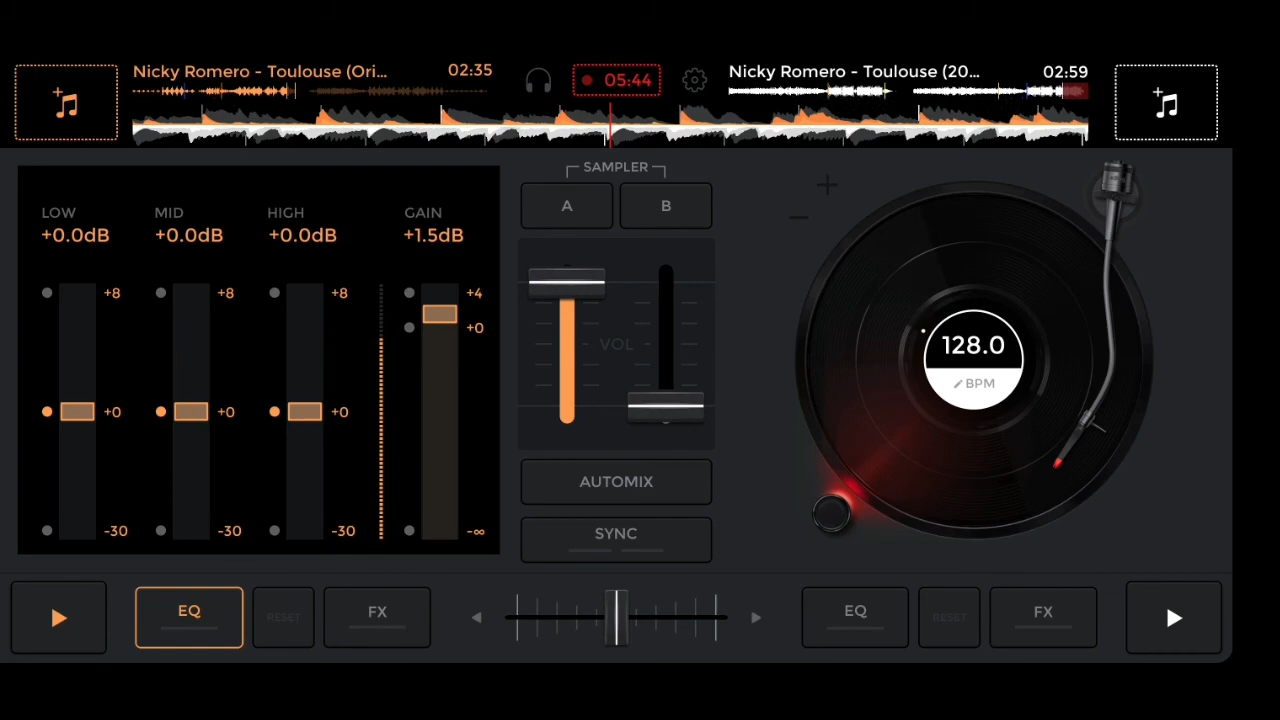 Nicky Romero - Toulouse (Ori... 02:35
05:44
Nicky Romero - Toulouse (20... 02:59
SAMPLER
A B
LOW MID HIGH GAIN
+0.0dB +0.0dB +0.0dB +1.5dB
+8 +8 +8 +4
+0
+0 +0 +0
-30 -30 -30 -∞
VOL
AUTOMIX
SYNC
128.0
BPM
EQ RESET FX
EQ RESET FX